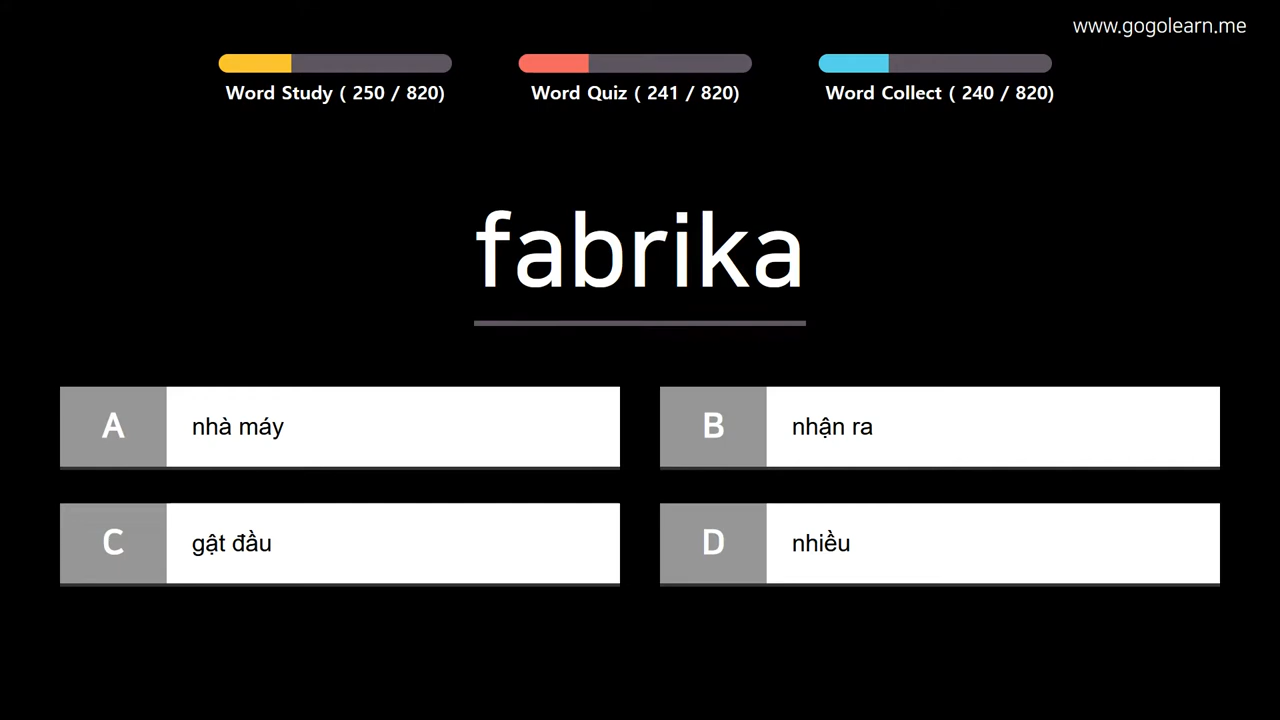 www.gogolearn.me
Word Study ( 250 / 820)
Word Quiz ( 241 / 820)
Word Collect ( 240 / 820)
fabrika
A nhà máy
B nhận ra
C gật đầu
D nhiều